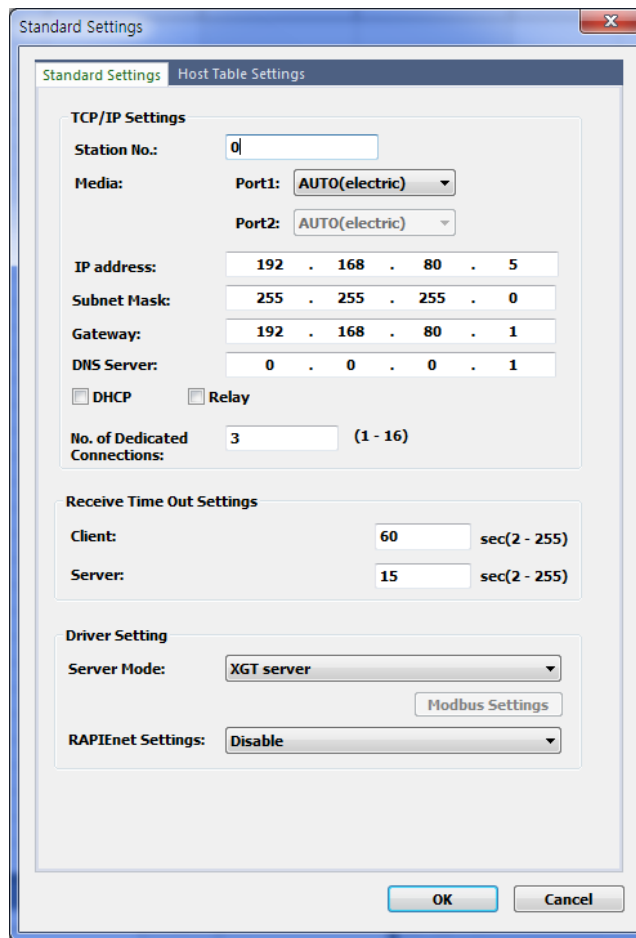 Standard Settings
Standard Settings Host Table Settings
TCP/IP Settings
Station No.: 0
Media: Port1: AUTO(electric)
Port2: AUTO(electric)
IP address: 192 . 168 . 80 . 5
Subnet Mask: 255 . 255 . 255 . 0
Gateway: 192 . 168 . 80 . 1
DNS Server: 0 . 0 . 0 . 1
DHCP Relay
No. of Dedicated
Connections: 3 (1 - 16)
Receive Time Out Settings
Client: 60 sec(2 - 255)
Server: 15 sec(2 - 255)
Driver Setting
Server Mode: XGT server
Modbus Settings
RAPIEnet Settings: Disable
OK Cancel